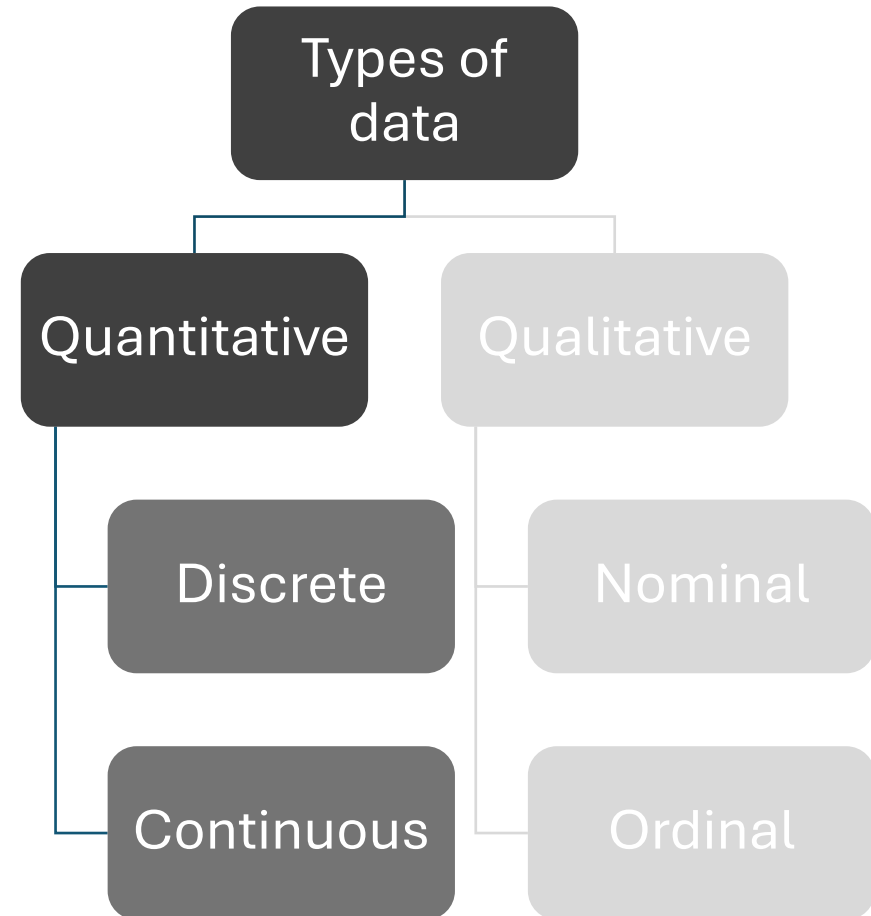 Types of
data
Quantitative
Qualitative
Discrete
Nominal
Continuous
Ordinal